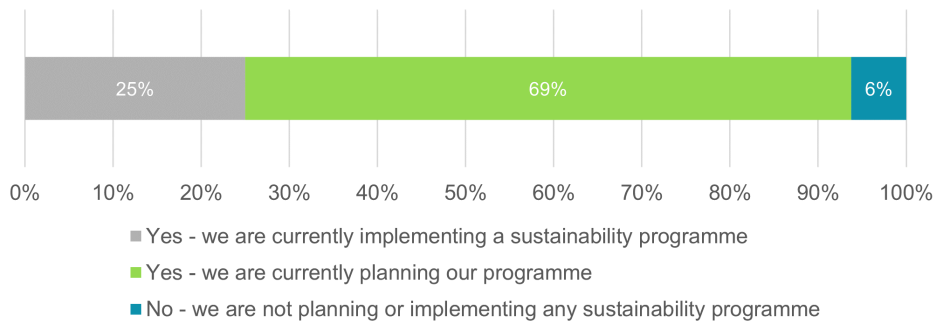 25% 69% 6%
0% 10% 20% 30% 40% 50% 60% 70% 80% 90% 100%
Yes - we are currently implementing a sustainability programme
Yes - we are currently planning our programme
No - we are not planning or implementing any sustainability programme